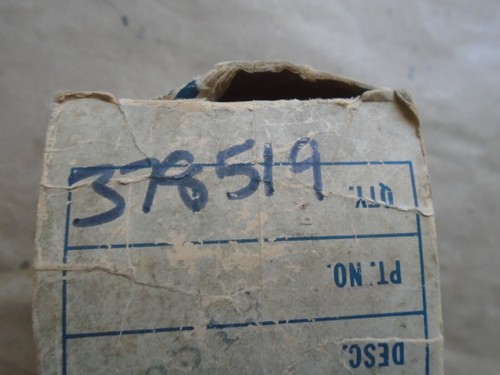 378519
QTY.
PT. NO.
DESC.